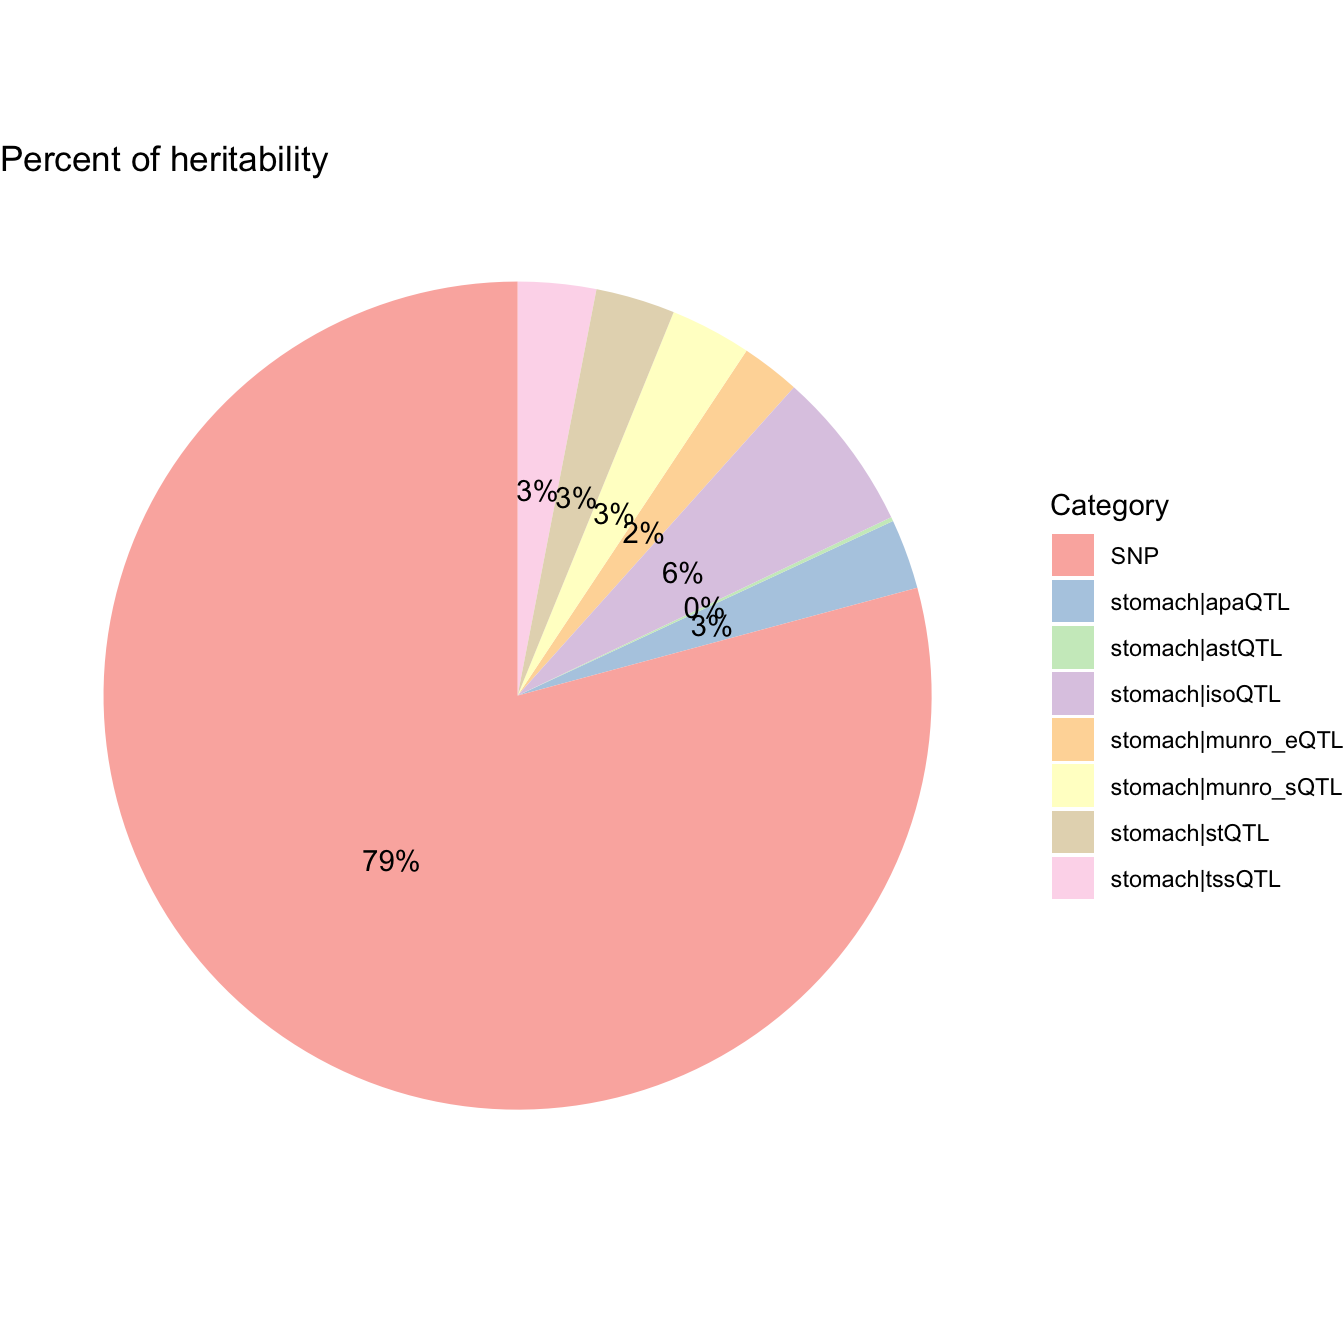 Percent of heritability
3%
3%
3%
2%
6%
0%
3%
79%
Category
SNP
stomach|apaQTL
stomach|astQTL
stomach|isoQTL
stomach|munro_eQTL
stomach|munro_sQTL
stomach|stQTL
stomach|tssQTL